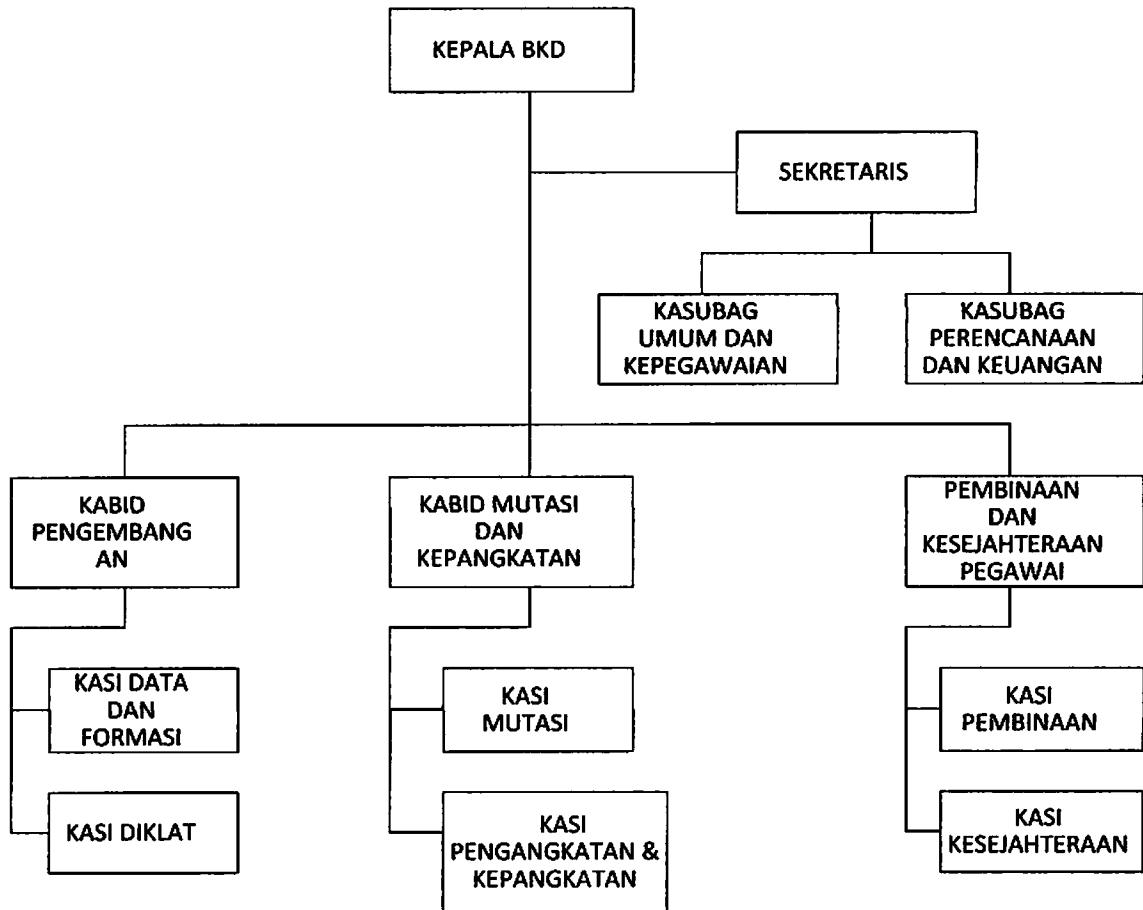 KEPALA BKD
SEKRETARIS
KASUBAG
UMUM DAN
KEPEGAWAIAN
KASUBAG
PERENCANAAN
DAN KEUANGAN
KABID
PENGEMBANG
AN
KABID MUTASI
DAN
KEPANGKATAN
PEMBINAAN
DAN
KESEJAHTERAAN
PEGAWAI
KASI DATA
DAN
FORMASI
KASI
MUTASI
KASI
PEMBINAAN
KASI DIKLAT
KASI
PENGANGKATAN &
KEPANGKATAN
KASI
KESEJAHTERAAN